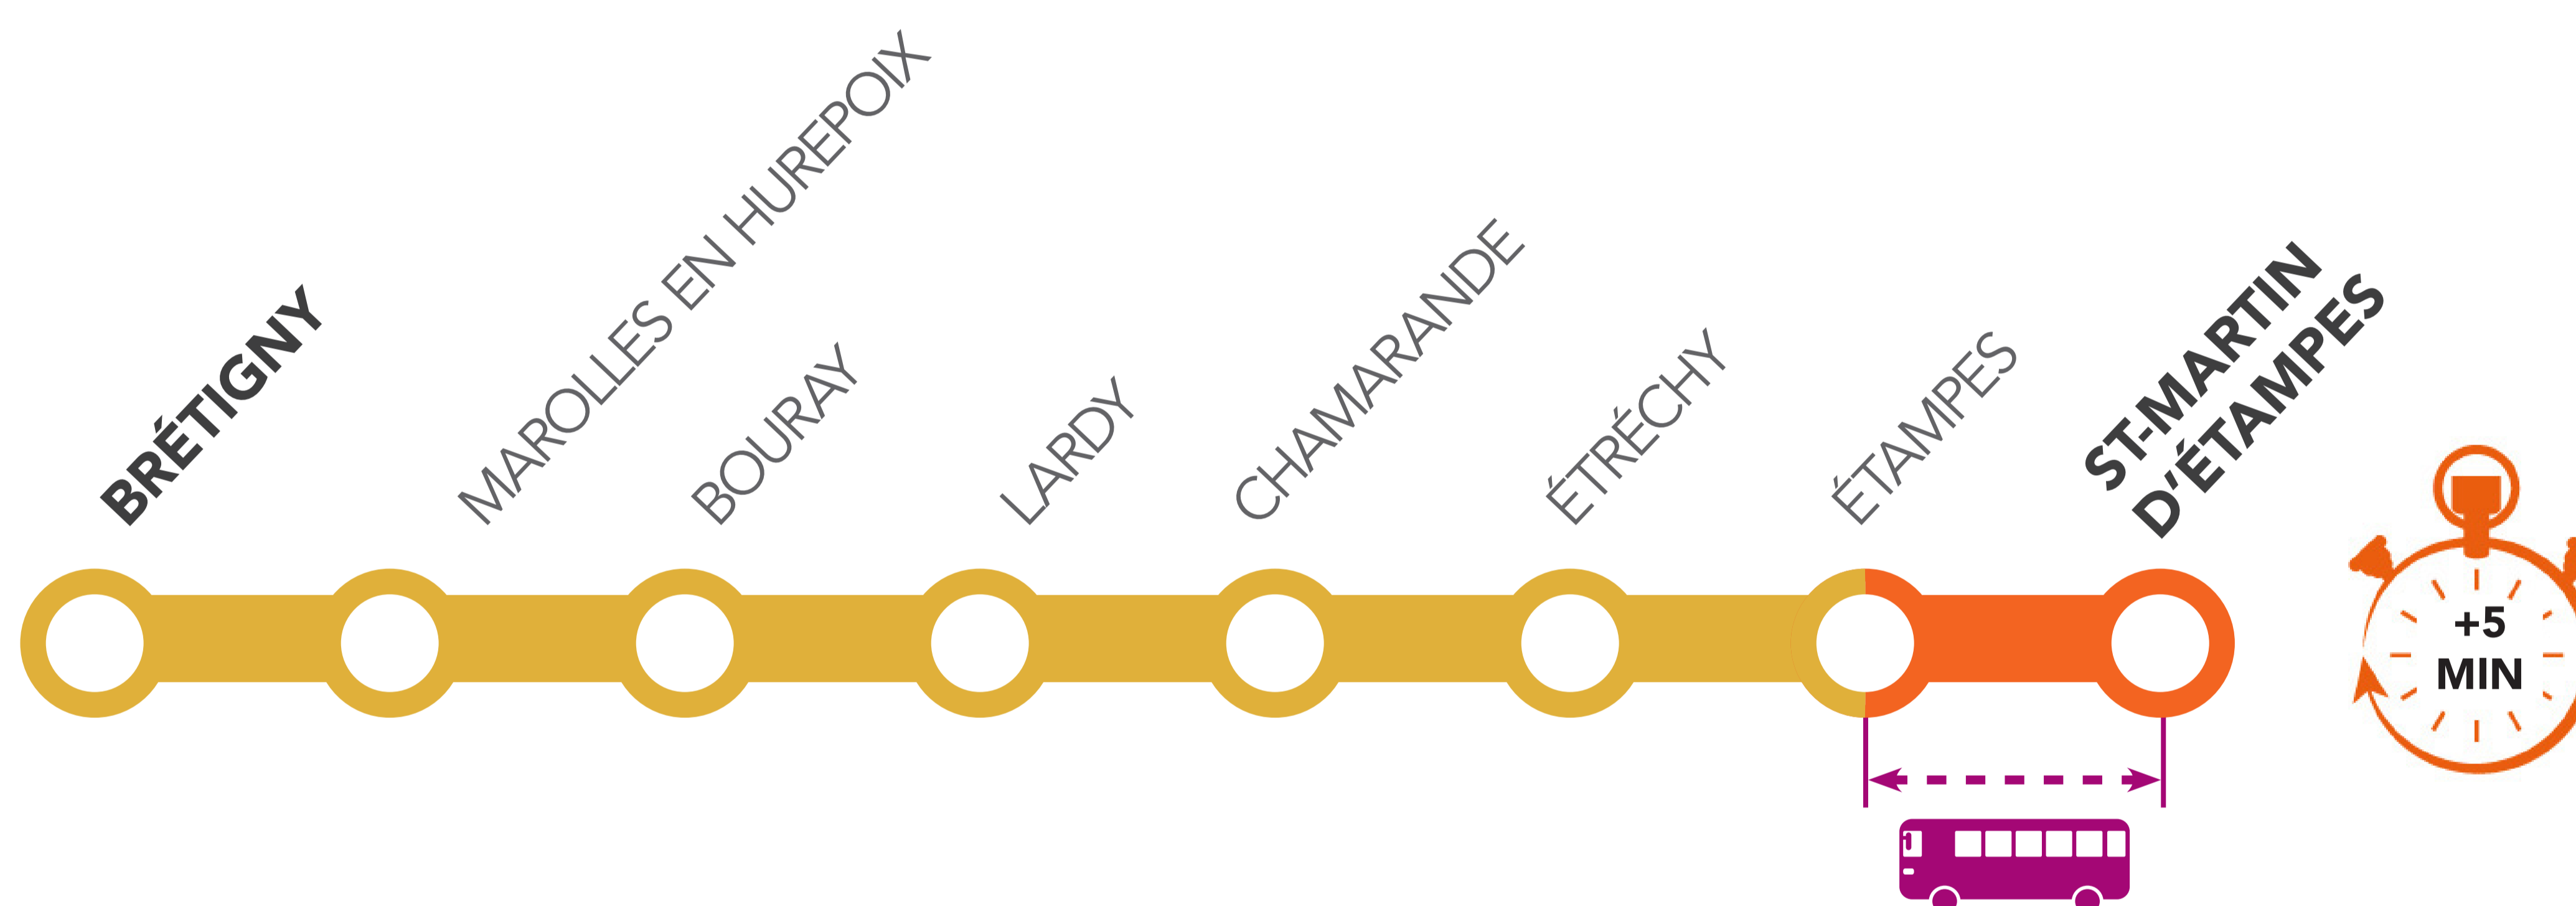 BRÉTIGNY
MAROLLES EN HUREPOIX
BOURAY
LARDY
CHAMARANDE
ÉTRÉCHY
ÉTAMPES
ST-MARTIN
D'ÉTAMPES
+5
MIN